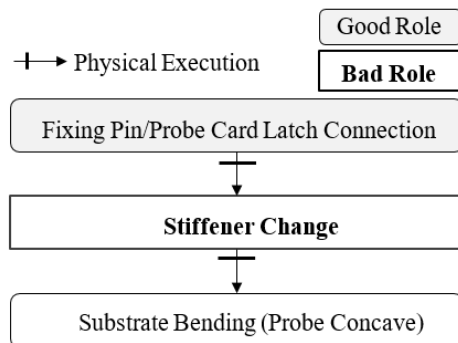 Good Role
Physical Execution
Bad Role
Fixing Pin/Probe Card Latch Connection
Stiffener Change
Substrate Bending (Probe Concave)